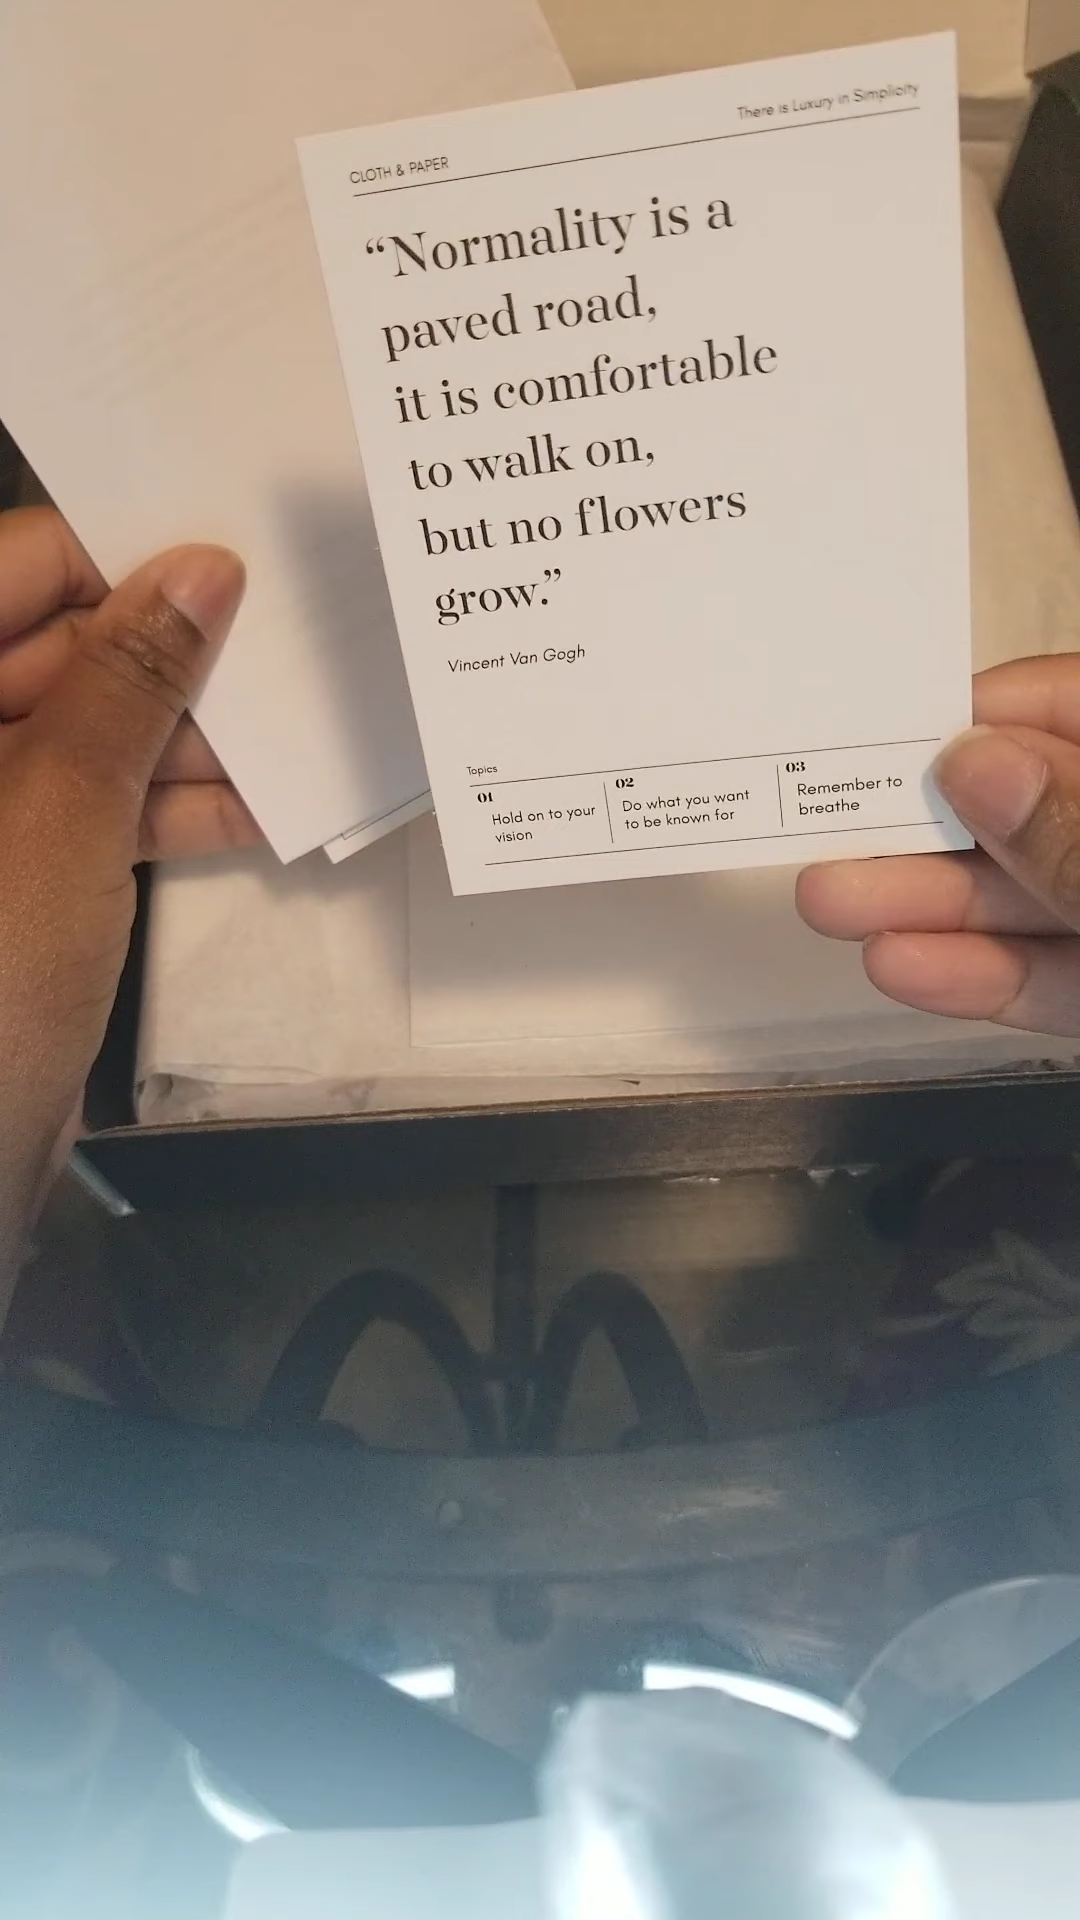 CLOTH & PAPER
There is Luxury in Simplicity
“Normality is a
paved road,
it is comfortable
to walk on,
but no flowers
grow.”
Vincent Van Gogh
Topics
01
Hold on to your
vision
02
Do what you want
to be known for
03
Remember to
breathe